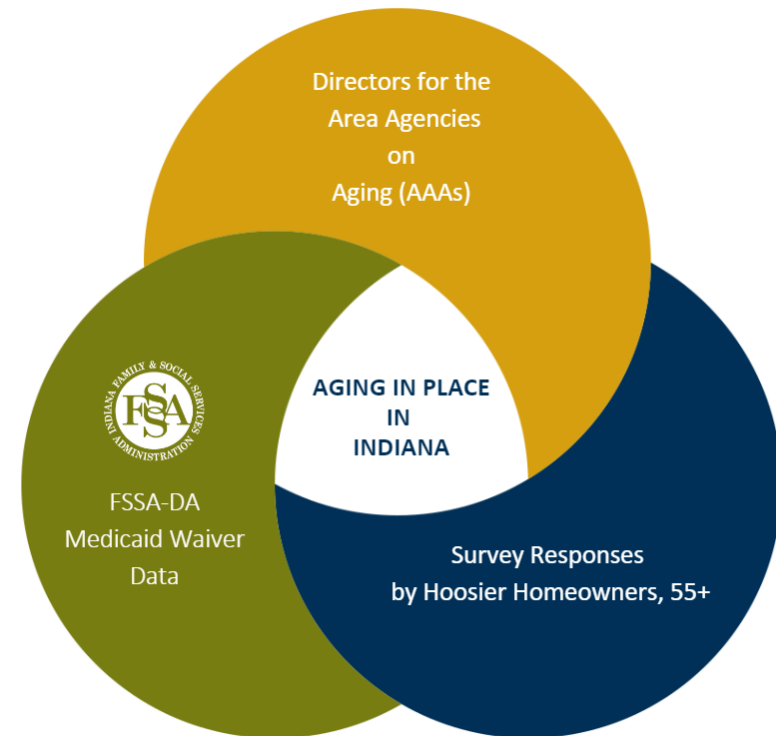 Directors for the
Area Agencies
on
Aging (AAAs)
AGING IN PLACE
IN
INDIANA
INDIANA FAMILY & SOCIAL SERVICES
ADMINISTRATION
FSSA
FSSA-DA
Medicaid Waiver
Data
Survey Responses
by Hoosier Homeowners, 55+